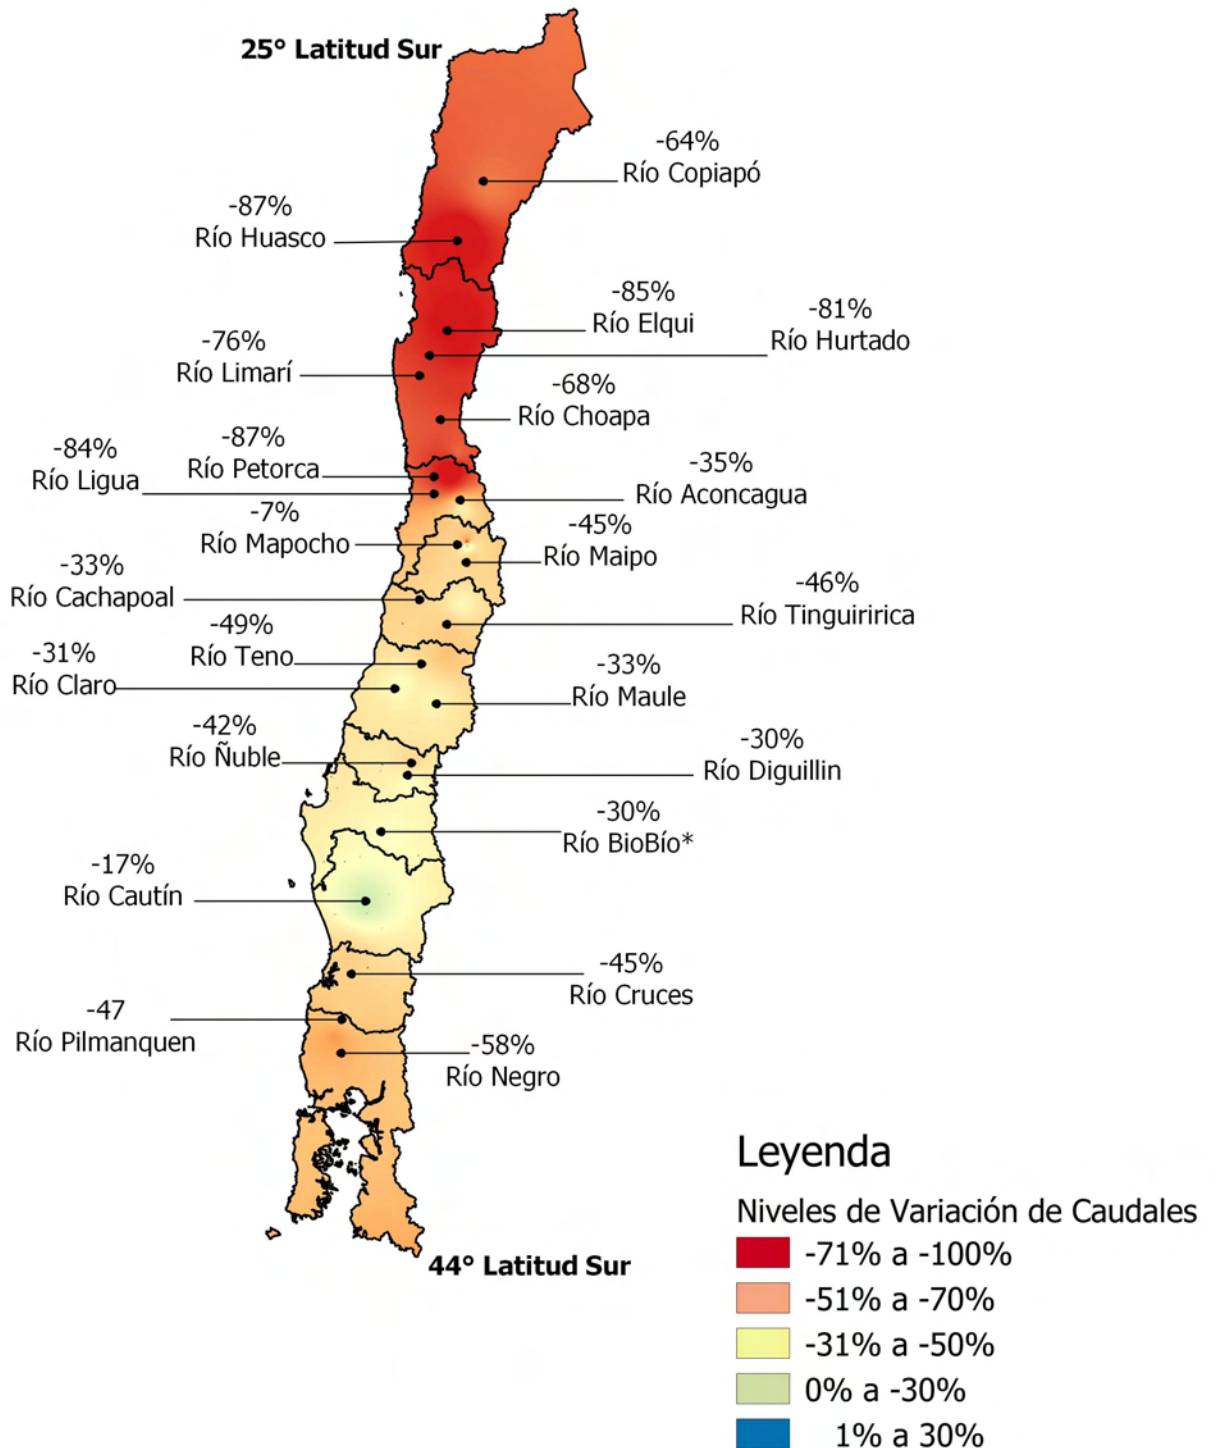 25° Latitud Sur
-64%
Río Copiapó
-87%
Río Huasco
-85%
Río Elqui
-81%
Río Hurtado
-76%
Río Limarí
-68%
Río Choapa
-87%
Río Petorca
-84%
Río Ligua
-35%
Río Aconcagua
-7%
Río Mapocho
-45%
Río Maipo
-33%
Río Cachapoal
-46%
Río Tinguiririca
-49%
Río Teno
-31%
Río Claro
-33%
Río Maule
-42%
Río Ñuble
-30%
Río Diguillin
-30%
Río BioBío*
-17%
Río Cautín
-45%
Río Cruces
-47
Río Pilmanquen
-58%
Río Negro
44° Latitud Sur
Leyenda
Niveles de Variación de Caudales
-71% a -100%
-51% a -70%
-31% a -50%
0% a -30%
1% a 30%